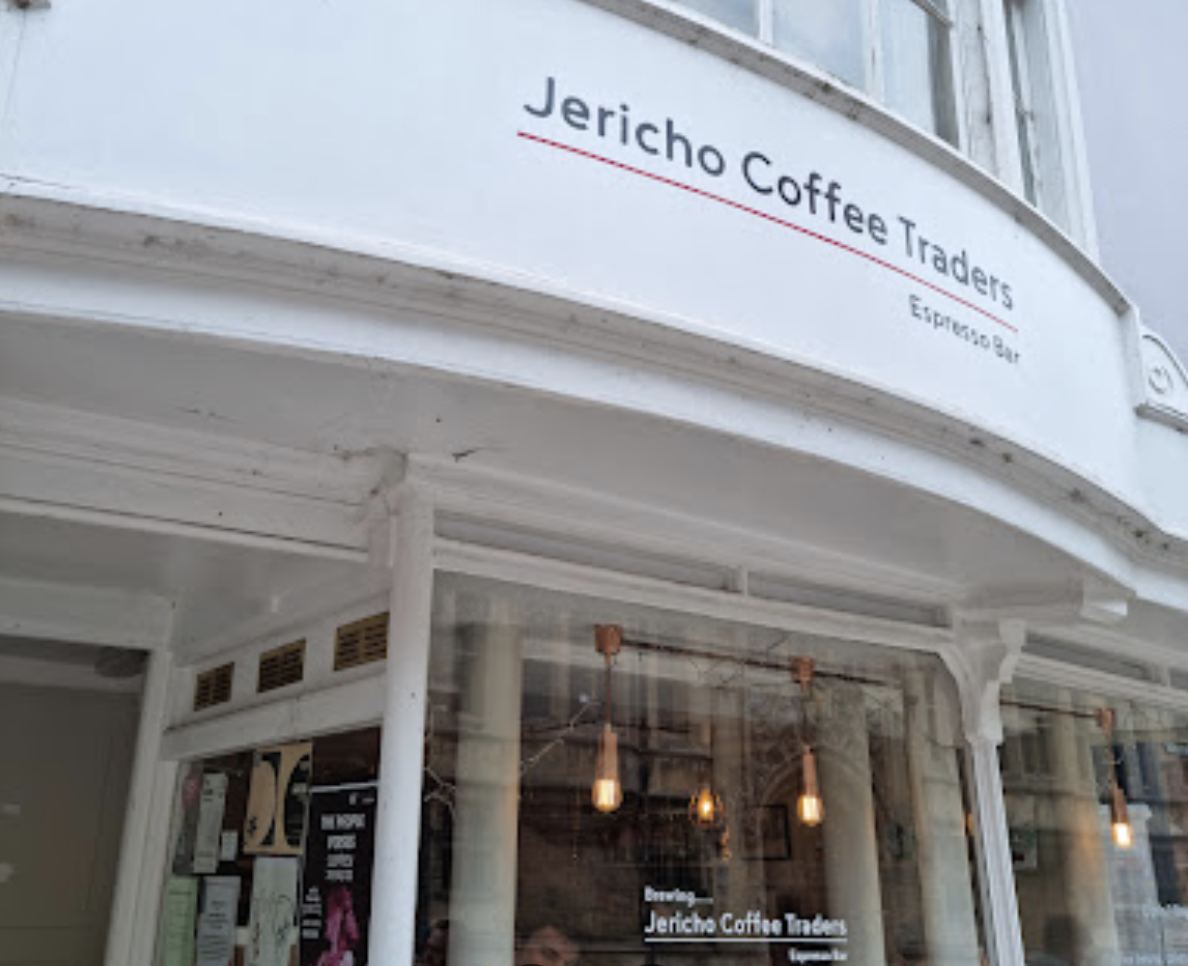 Jericho Coffee Traders
Espresso Bar
Brewing....
Jericho Coffee Traders
Espresso Bar